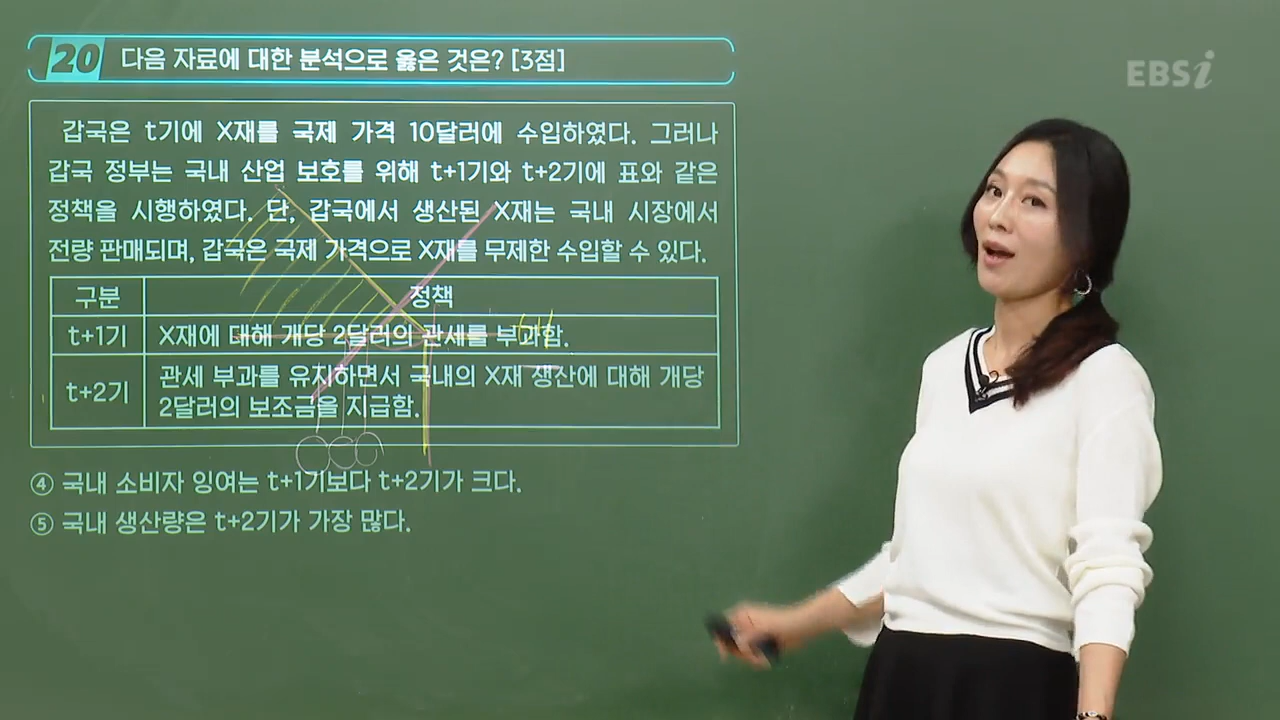 20 다음 자료에 대한 분석으로 옳은 것은? [3점]
EBSi
갑국은 t기에 X재를 국제 가격 10달러에 수입하였다. 그러나
갑국 정부는 국내 산업 보호를 위해 t+1기와 t+2기에 표와 같은
정책을 시행하였다. 단, 갑국에서 생산된 X재는 국내 시장에서
전량 판매되며, 갑국은 국제 가격으로 X재를 무제한 수입할 수 있다.
구분 정책
t+1기 X재에 대해 개당 2달러의 관세를 부과함.
t+2기 관세 부과를 유지하면서 국내의 X재 생산에 대해 개당
2달러의 보조금을 지급함.
④ 국내 소비자 잉여는 t+1기보다 t+2기가 크다.
⑤ 국내 생산량은 t+2기가 가장 많다.